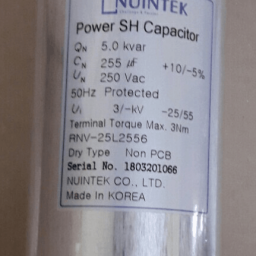 NUINTEK
Power SH Capacitor
QN 5.0 kvar
CN 255 μF +10/-5%
UN 250 Vac
50Hz Protected
Ui 3/-kV -25/55
Terminal Torque Max. 3Nm
RNV-25L2556
Dry Type Non PCB
Serial No. 1803201066
NUINTEK CO., LTD.
Made In KOREA